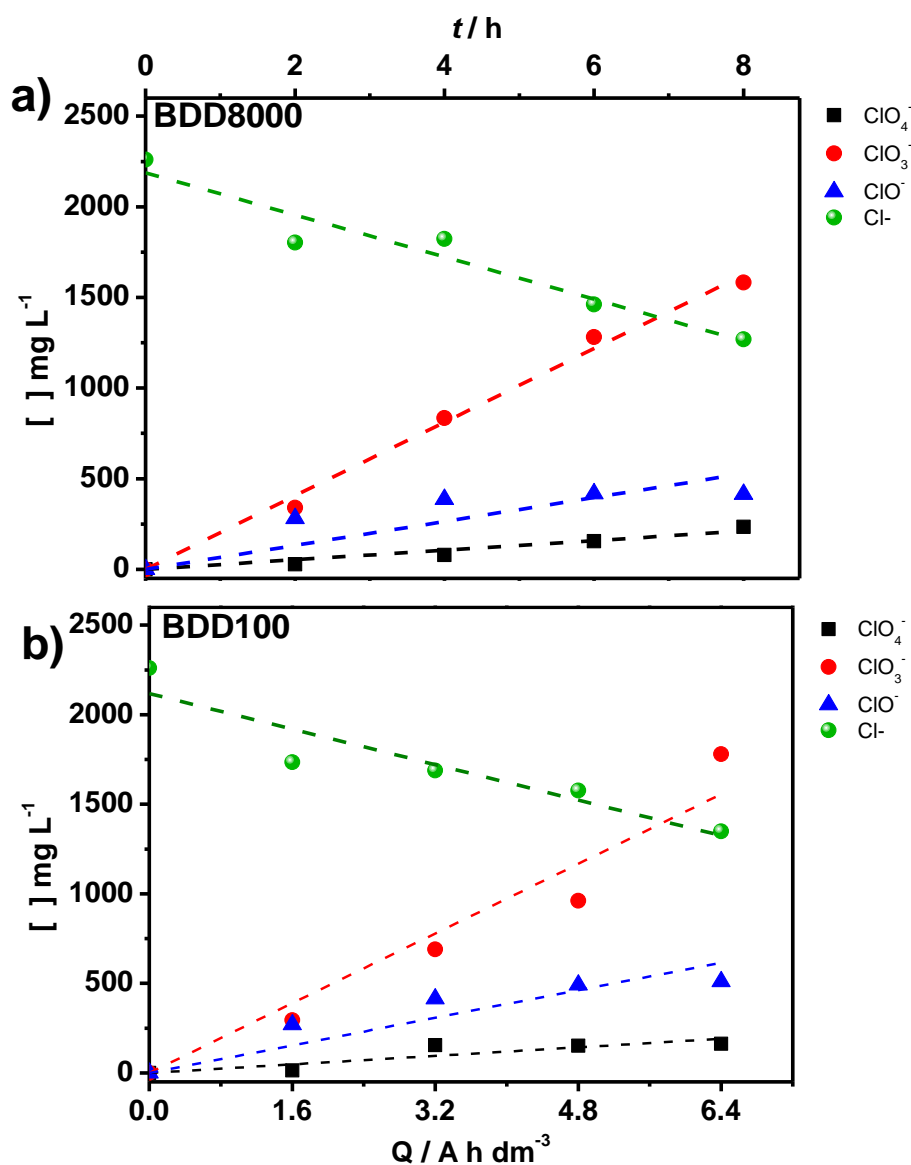 t / h
0 2 4 6 8
a)
BDD8000
2500
2000
1500
1000
500
0
[ ] mg L⁻¹
ClO₄⁻
ClO₃⁻
ClO⁻
Cl-
b)
BDD100
2500
2000
1500
1000
500
0
[ ] mg L⁻¹
ClO₄⁻
ClO₃⁻
ClO⁻
Cl-
0.0 1.6 3.2 4.8 6.4
Q / A h dm⁻³